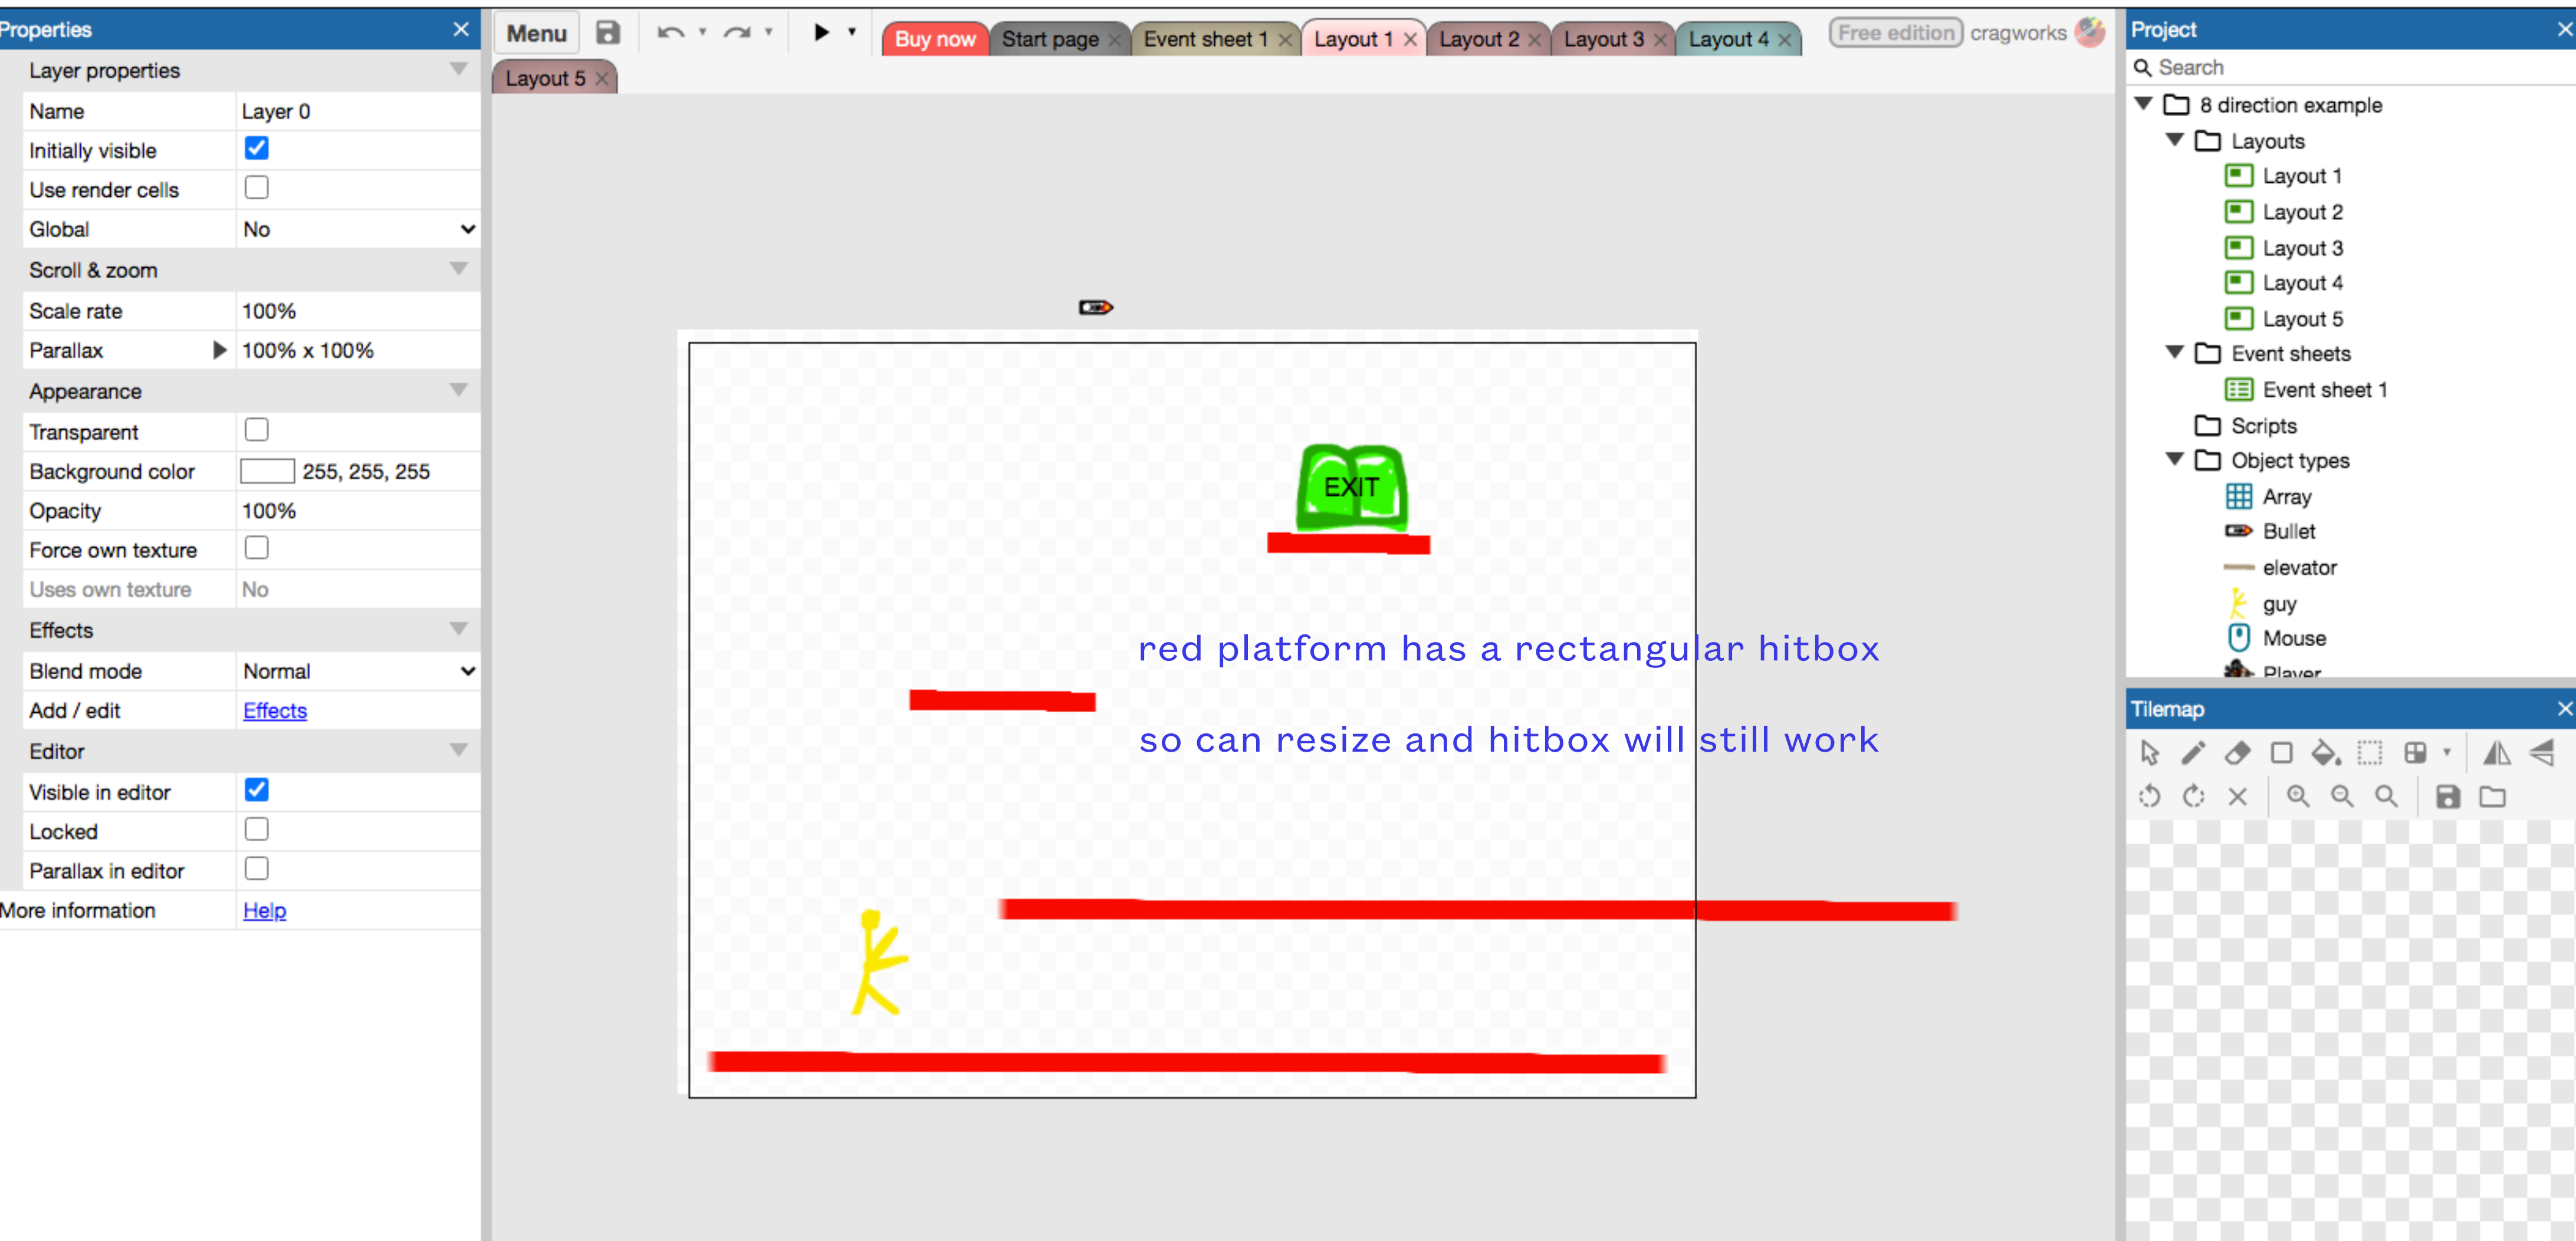 Properties
Layer properties
Name Layer 0
Initially visible
Use render cells
Global No
Scroll & zoom
Scale rate 100%
Parallax 100% x 100%
Appearance
Transparent
Background color 255, 255, 255
Opacity 100%
Force own texture
Uses own texture No
Effects
Blend mode Normal
Add / edit Effects
Editor
Visible in editor
Locked
Parallax in editor
More information Help
Menu
Buy now Start page Event sheet 1 Layout 1 Layout 2 Layout 3 Layout 4 Free edition cragworks
Layout 5
EXIT
red platform has a rectangular hitbox
so can resize and hitbox will still work
Project
Search
8 direction example
Layouts
Layout 1
Layout 2
Layout 3
Layout 4
Layout 5
Event sheets
Event sheet 1
Scripts
Object types
Array
Bullet
elevator
guy
Mouse
Player
Tilemap